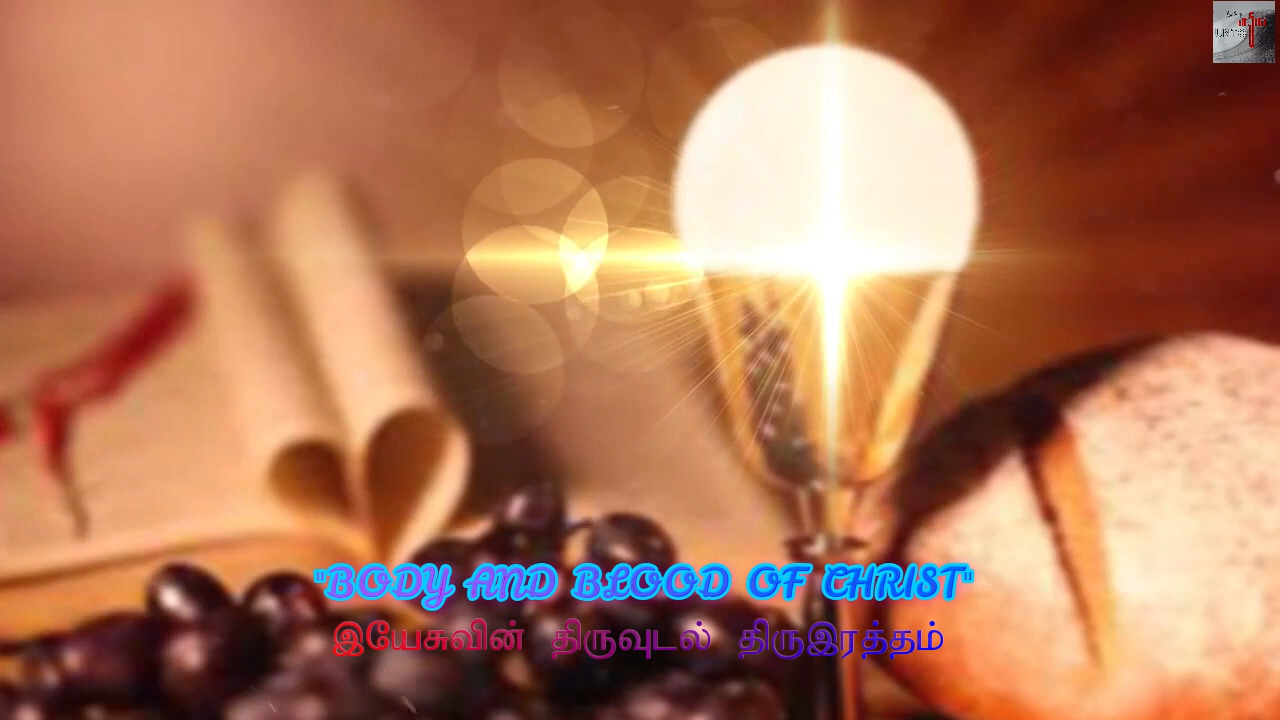 "BODY AND BLOOD OF CHRIST"
இயேசுவின் திருவுடல் திருஇரத்தம்